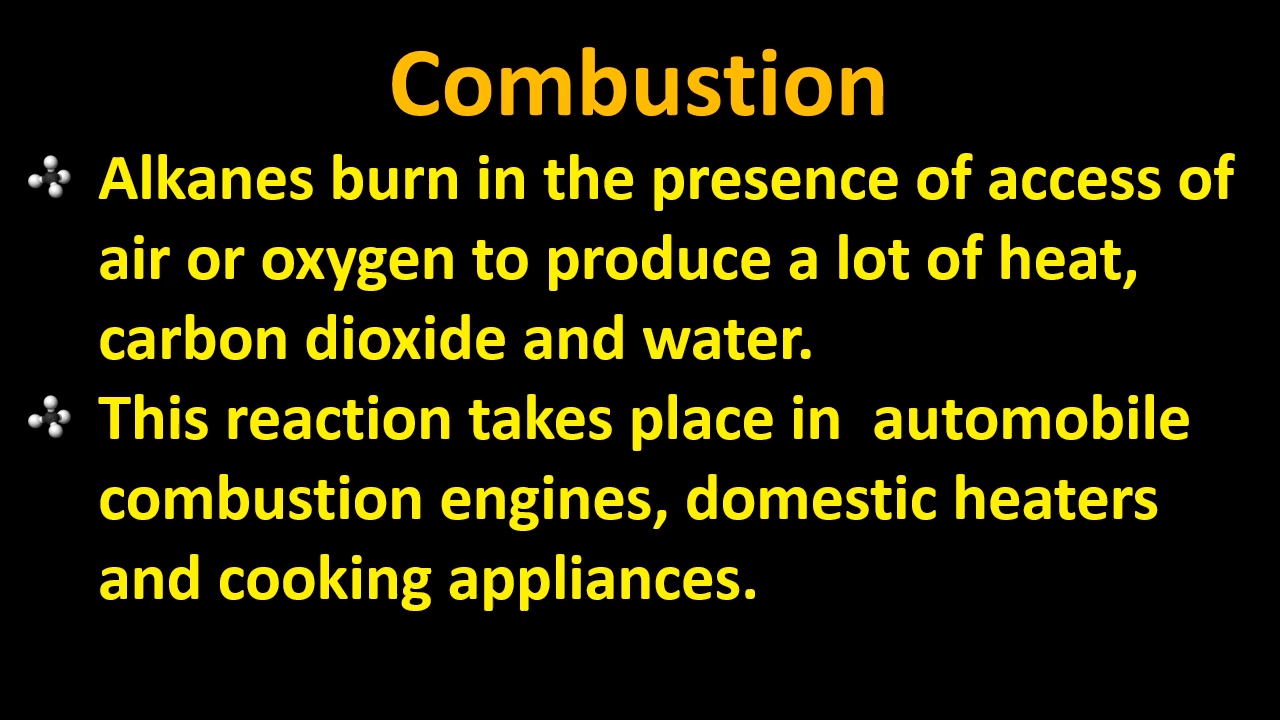 Combustion
Alkanes burn in the presence of access of
air or oxygen to produce a lot of heat,
carbon dioxide and water.
This reaction takes place in  automobile
combustion engines, domestic heaters
and cooking appliances.